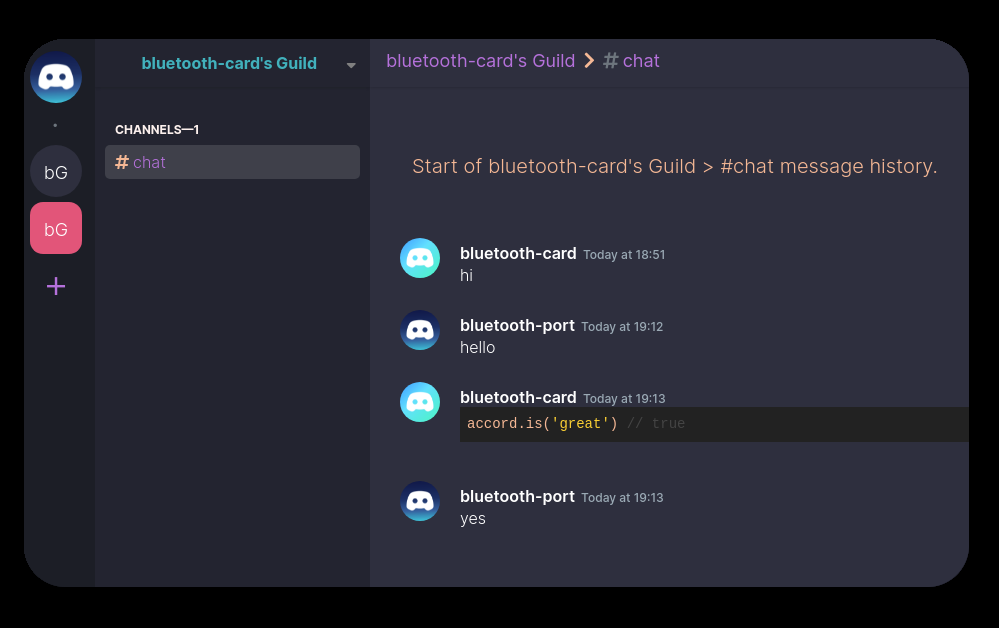 bluetooth-card's Guild
bluetooth-card's Guild > # chat
CHANNELS—1
# chat
bG
bG
+
Start of bluetooth-card's Guild > #chat message history.
bluetooth-card Today at 18:51
hi
bluetooth-port Today at 19:12
hello
bluetooth-card Today at 19:13
accord.is('great') // true
bluetooth-port Today at 19:13
yes